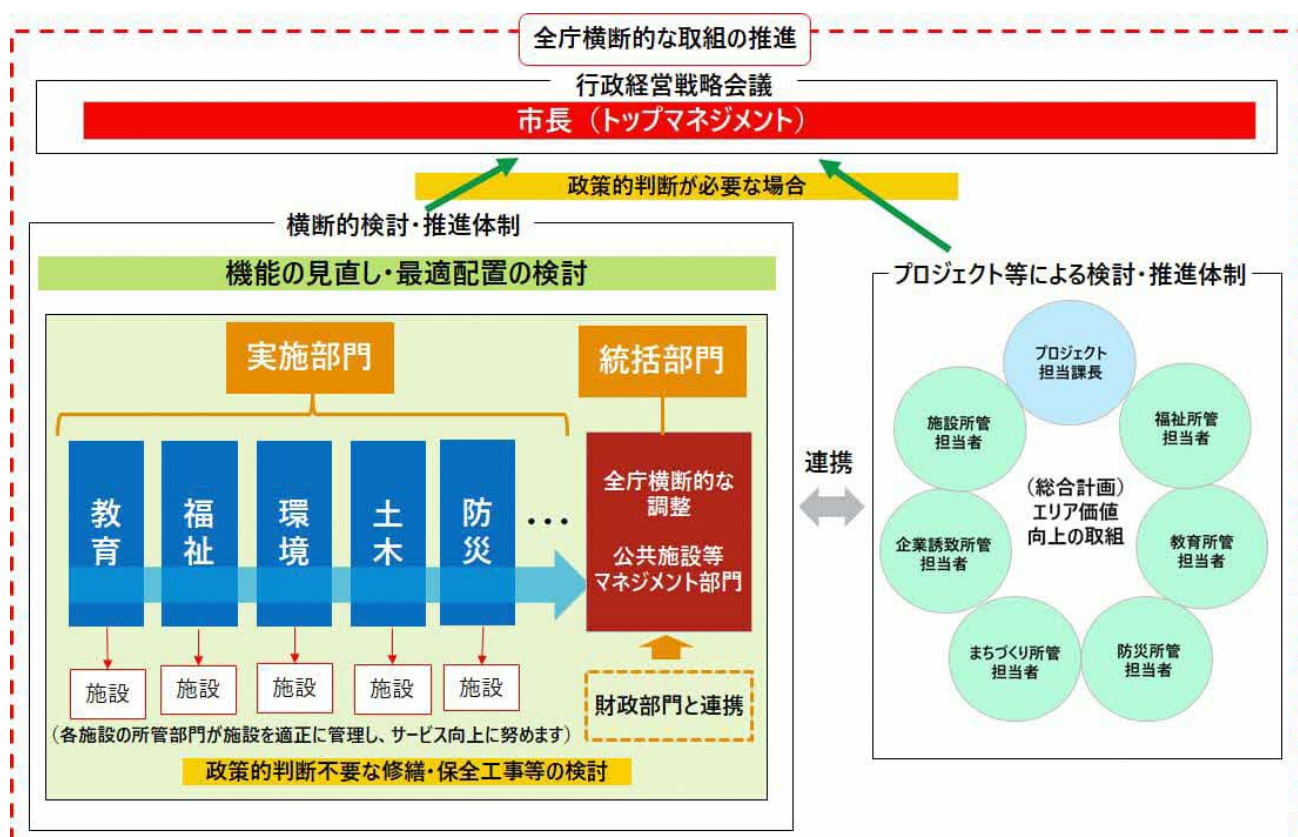 全庁横断的な取組の推進
行政経営戦略会議
市長（トップマネジメント）
政策的判断が必要な場合
横断的検討・推進体制
機能の見直し・最適配置の検討
実施部門
統括部門
教育
福祉
環境
土木
防災
・・・
全庁横断的な
調整
公共施設等
マネジメント部門
施設
施設
施設
施設
施設
財政部門と連携
（各施設の所管部門が施設を適正に管理し、サービス向上に努めます）
政策的判断不要な修繕・保全工事等の検討
連携
プロジェクト等による検討・推進体制
プロジェクト
担当課長
施設所管
担当者
福祉所管
担当者
（総合計画）
エリア価値
向上の取組
企業誘致所管
担当者
教育所管
担当者
まちづくり所管
担当者
防災所管
担当者